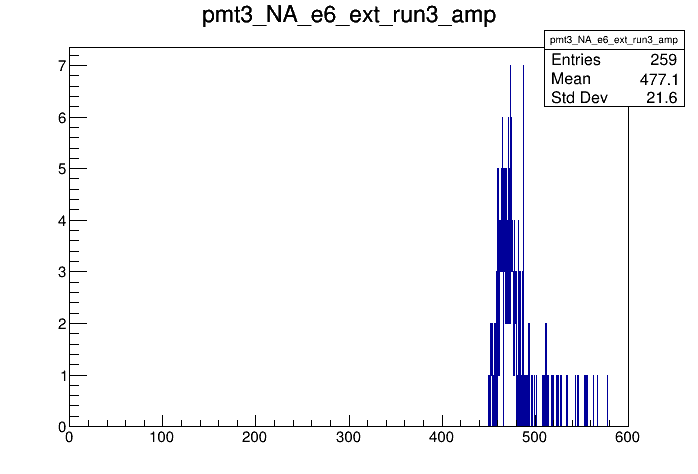 pmt3_NA_e6_ext_run3_amp
pmt3_NA_e6_ext_run3_amp
Entries 259
Mean 477.1
Std Dev 21.6
7
6
5
4
3
2
1
0
0 100 200 300 400 500 600